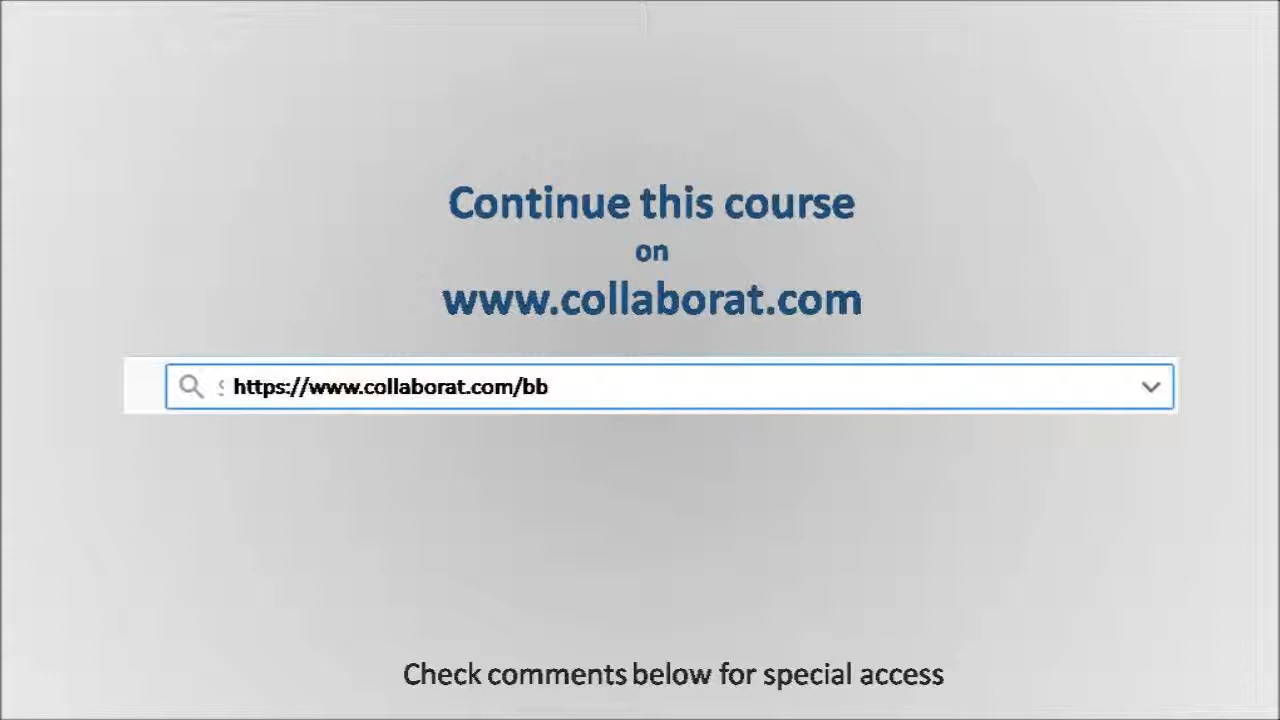 Continue this course
on
www.collaborat.com
https://www.collaborat.com/bb
Check comments below for special access